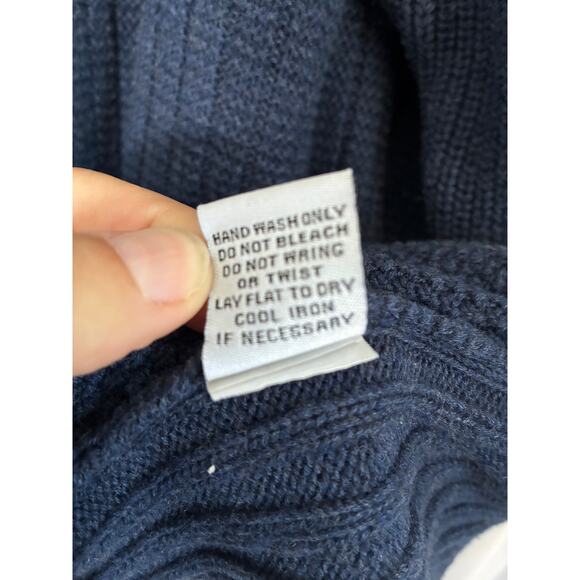 HAND WASH ONLY
DO NOT BLEACH
DO NOT WRING
OR TWIST
LAY FLAT TO DRY
COOL IRON
IF NECESSARY